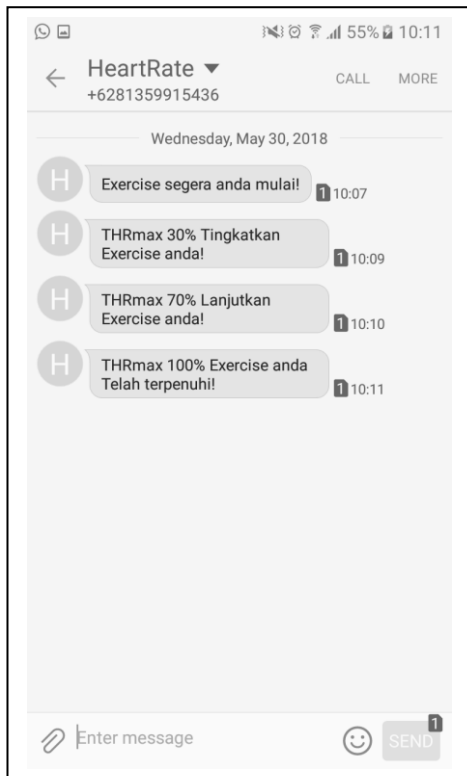 55% 10:11
HeartRate
+6281359915436
CALL MORE
Wednesday, May 30, 2018
H
Exercise segera anda mulai!
1 10:07
H
THRmax 30% Tingkatkan
Exercise anda!
1 10:09
H
THRmax 70% Lanjutkan
Exercise anda!
1 10:10
H
THRmax 100% Exercise anda
Telah terpenuhi!
1 10:11
Enter message
1
SEND